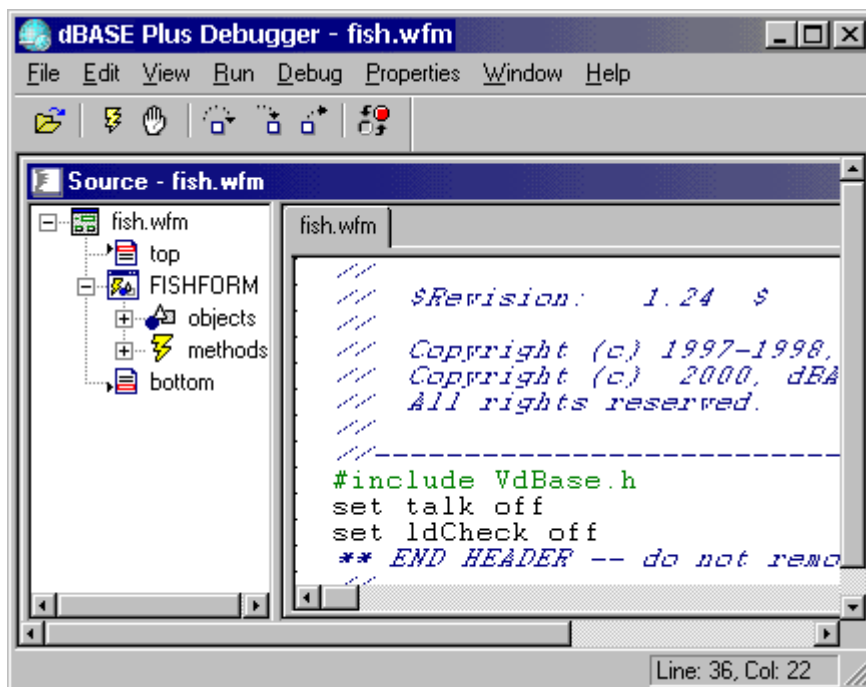 dBASE Plus Debugger - fish.wfm
File Edit View Run Debug Properties Window Help
Source - fish.wfm
fish.wfm
top
FISHFORM
objects
methods
bottom
fish.wfm
//
// $Revision: 1.24 $
//
// Copyright (c) 1997-1998,
// Copyright (c) 2000, dBA
// All rights reserved.
//
//----------------------------
#include VdBase.h
set talk off
set ldCheck off
** END HEADER -- do not remo
//
Line: 36, Col: 22